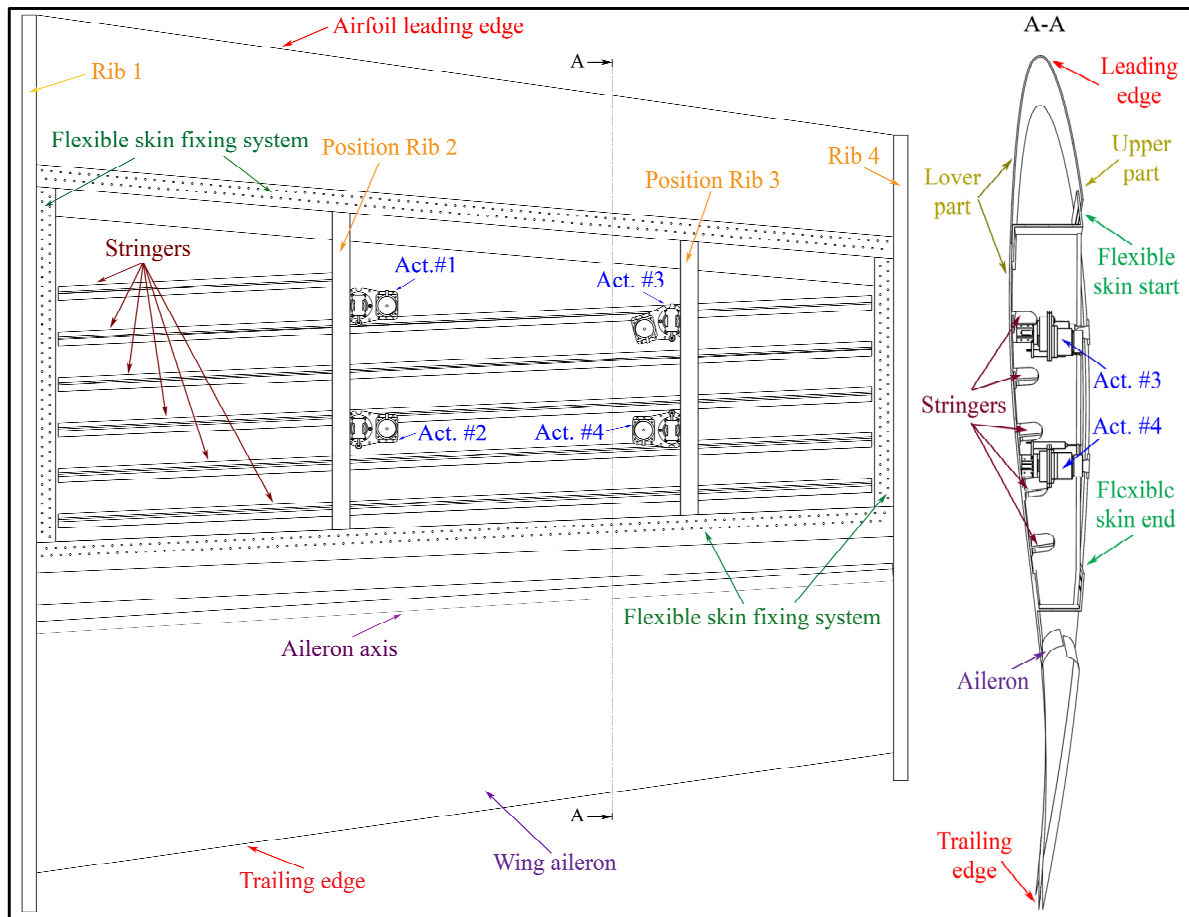 Airfoil leading edge
A-A
A
Rib 1
Leading
edge
Flexible skin fixing system
Position Rib 2
Rib 4
Upper
part
Position Rib 3
Lover
part
Stringers
Flexible
skin start
Act.#1
Act.#3
Act. #3
Stringers
Act. #2
Act. #4
Act. #4
Flexible
skin end
Flexible skin fixing system
Aileron axis
Aileron
A
Wing aileron
Trailing edge
Trailing
edge